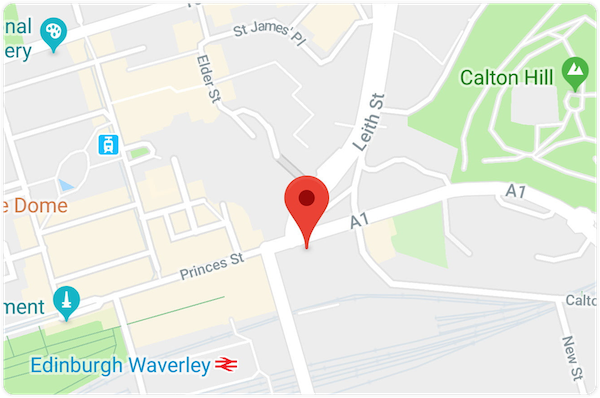 nal
ery
St James' Pl
Elder St
Leith St
Calton Hill
e Dome
A1
A1
Princes St
ment
Calto
Edinburgh Waverley
New St